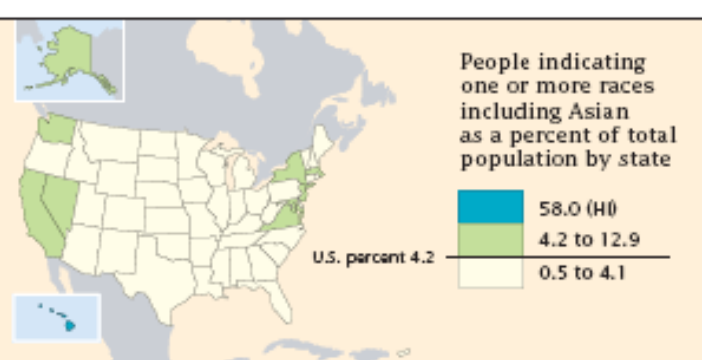 People indicating
one or more races
including Asian
as a percent of total
population by state
58.0 (HI)
4.2 to 12.9
U.S. percent 4.2
0.5 to 4.1